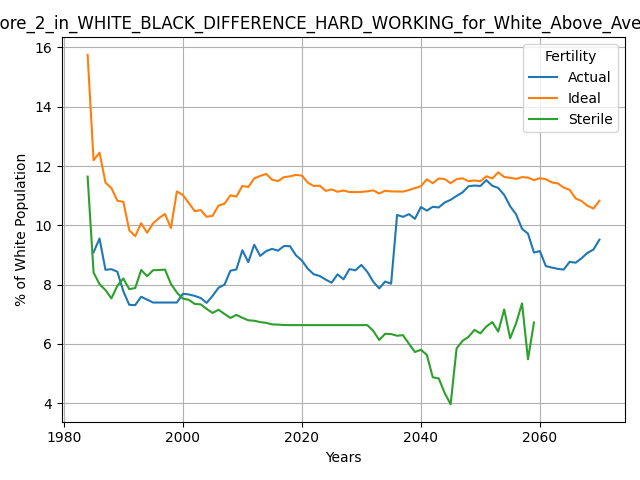 ore_2_in_WHITE_BLACK_DIFFERENCE_HARD_WORKING_for_White_Above_Ave
16
14
12
10
8
6
4
% of White Population
1980
2000
2020
2040
2060
Years
Fertility
Actual
Ideal
Sterile